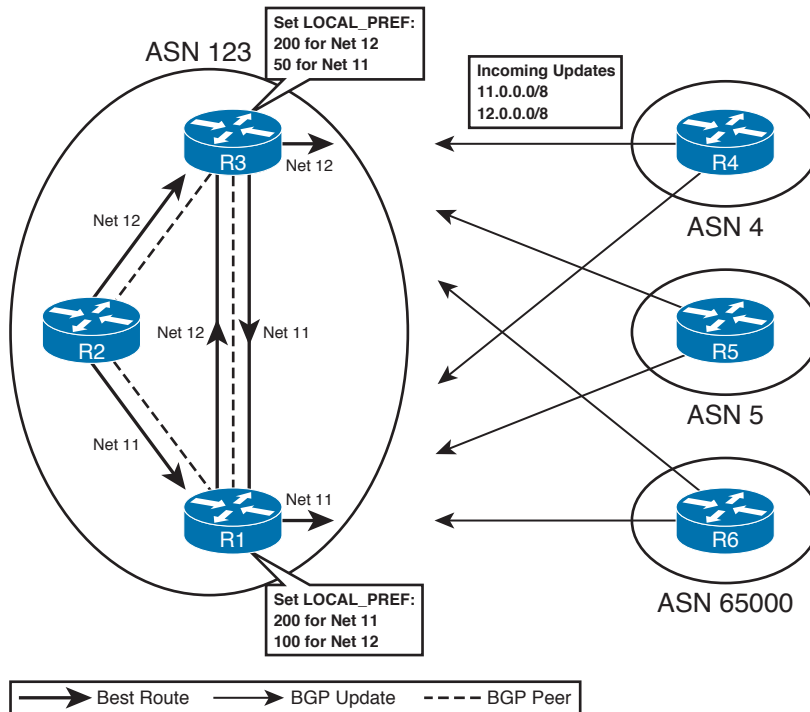 Set LOCAL_PREF:
200 for Net 12
50 for Net 11
ASN 123
Incoming Updates
11.0.0.0/8
12.0.0.0/8
R3
Net 12
R4
ASN 4
Net 12
R2
Net 12
Net 11
R5
ASN 5
Net 11
Net 11
R1
R6
Set LOCAL_PREF:
200 for Net 11
100 for Net 12
ASN 65000
Best Route
BGP Update
BGP Peer